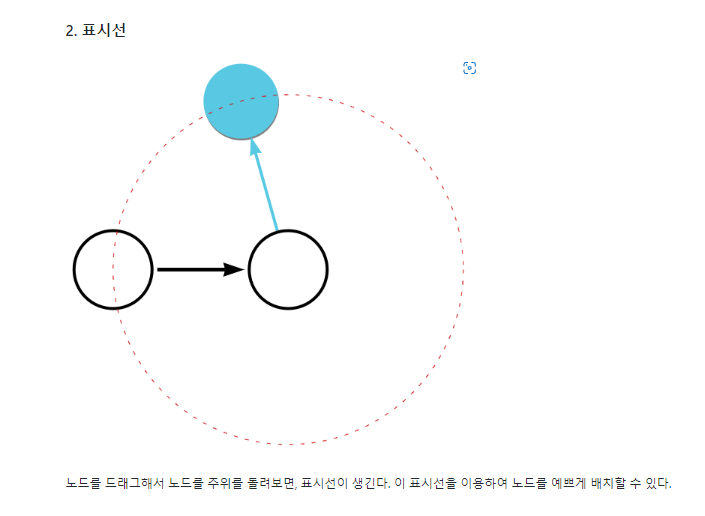 2. 표시선
노드를 드래그해서 노드를 주위를 돌려보면, 표시선이 생긴다. 이 표시선을 이용하여 노드를 예쁘게 배치할 수 있다.